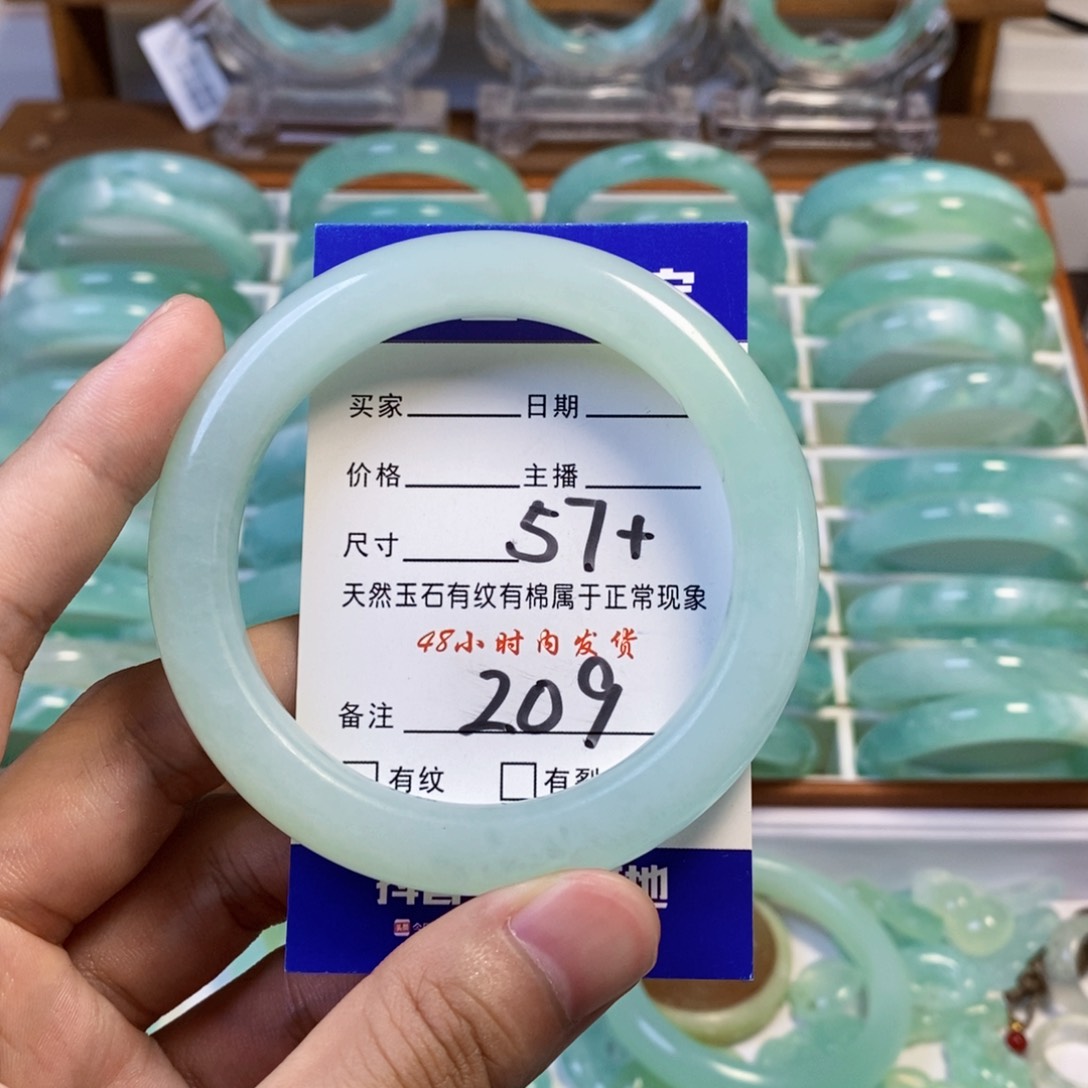 买家 日期
价格 主播
尺寸 57+
天然玉石有纹有棉属于正常现象
48小时内发货
备注 209
□有纹 □有裂
地